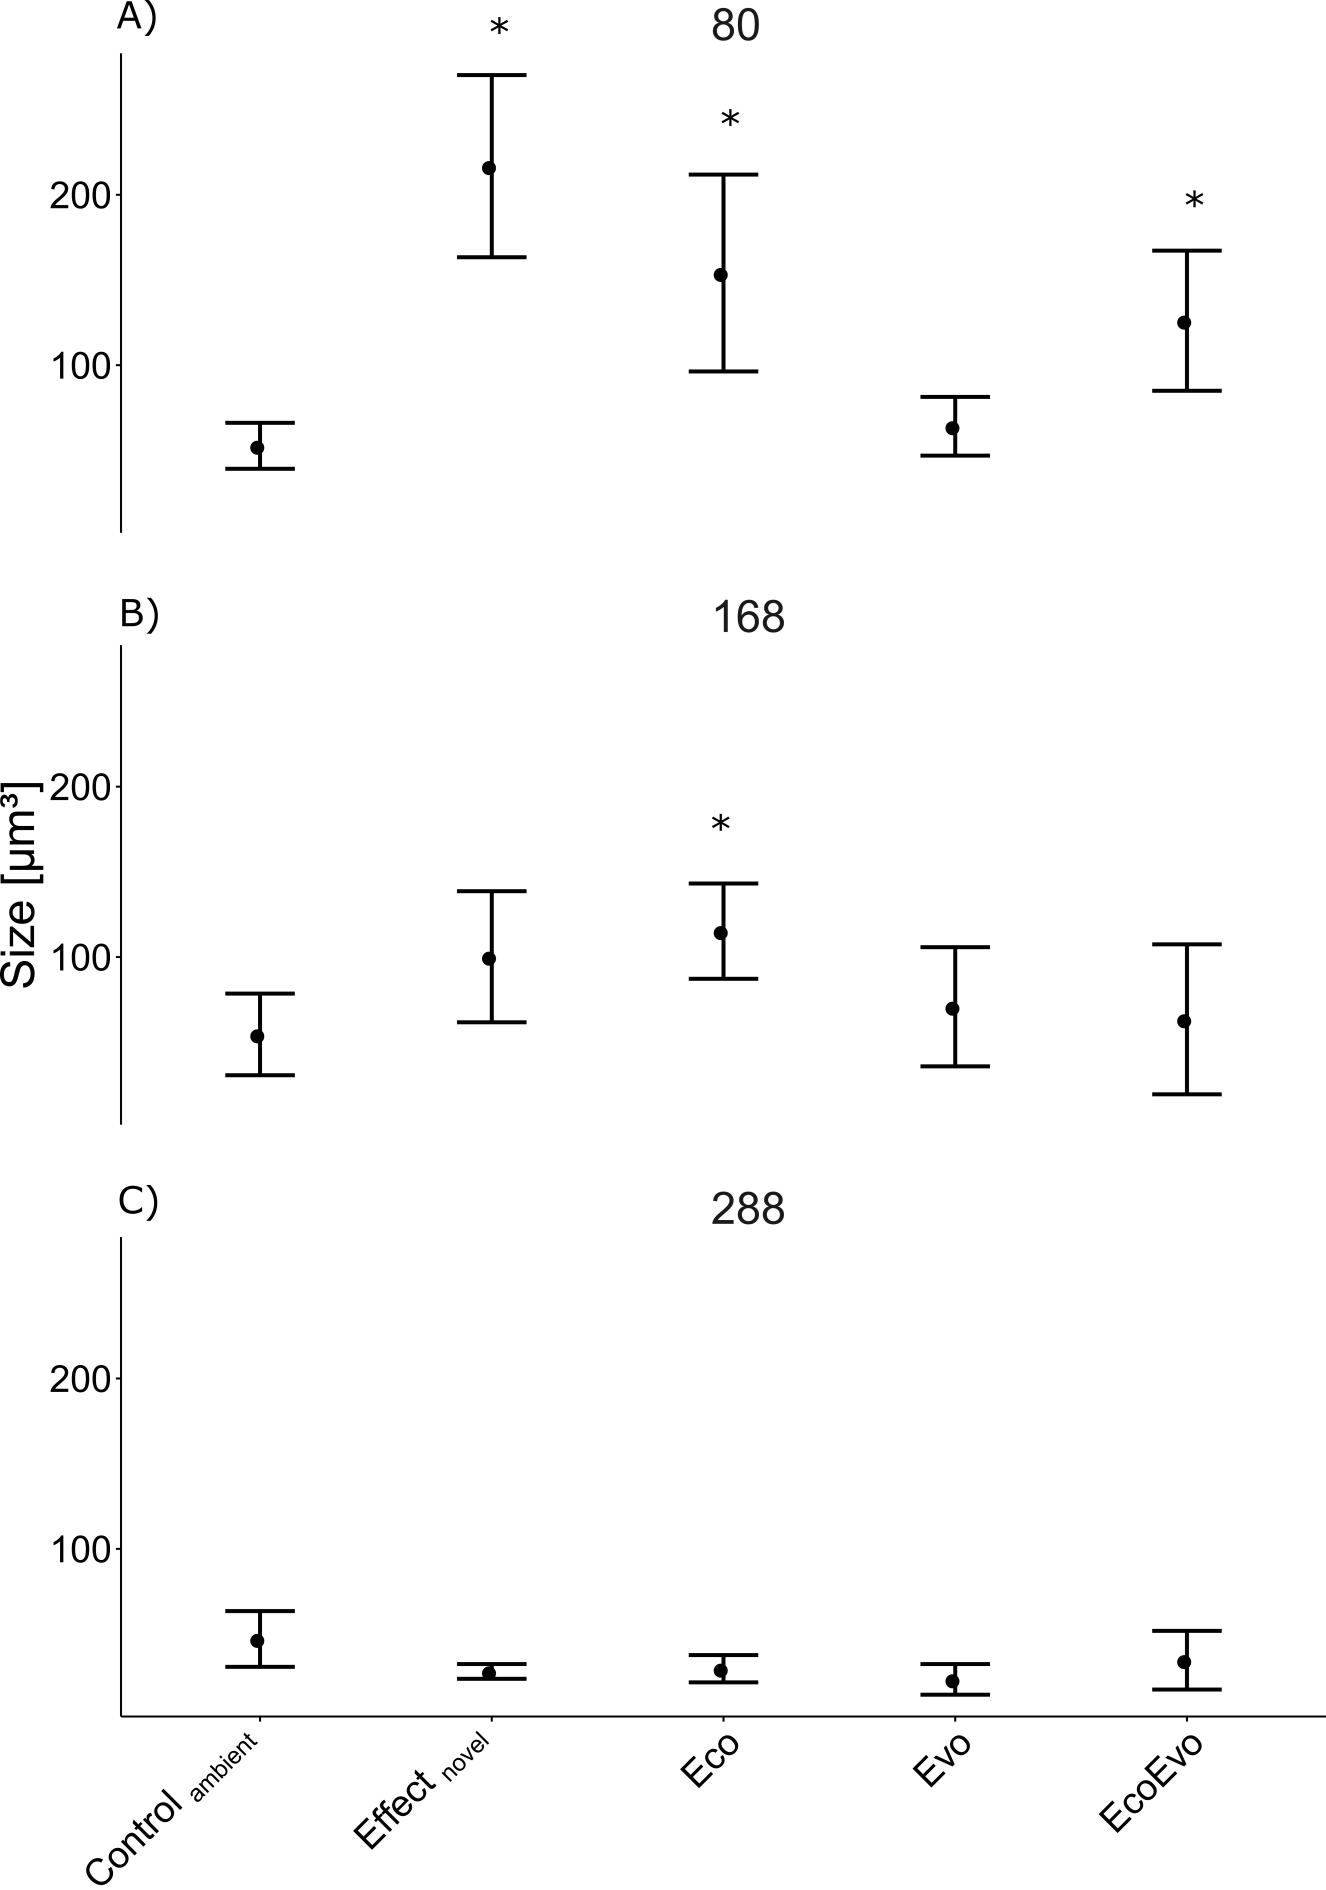 A)
80
*
*
*
200
100
B)
168
Size [µm³]
200
*
100
C)
288
200
100
Control ambient
Effect novel
Eco
Evo
EcoEvo